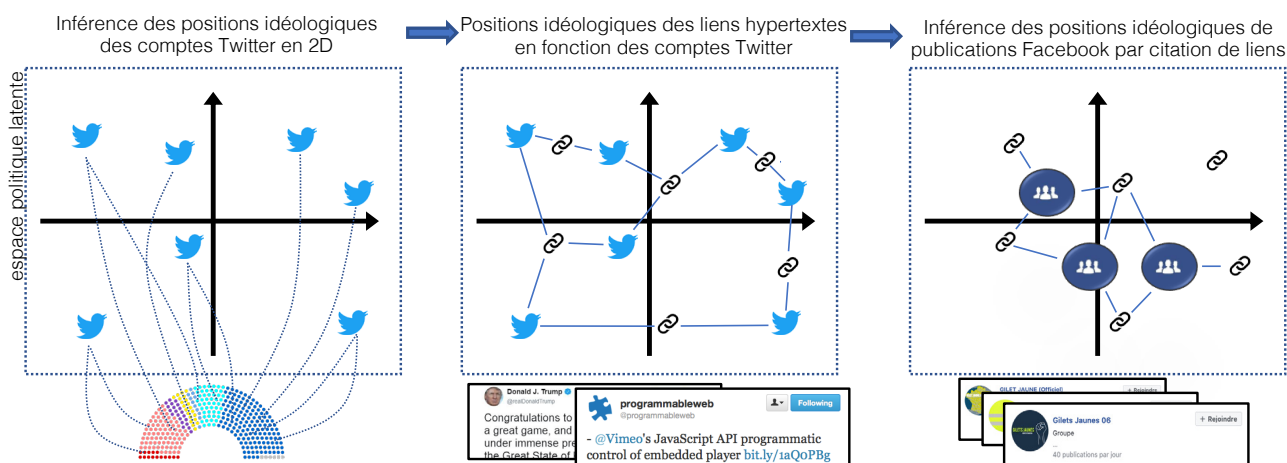 Inférence des positions idéologiques
des comptes Twitter en 2D
Positions idéologiques des liens hypertextes
en fonction des comptes Twitter
Inférence des positions idéologiques de
publications Facebook par citation de liens
espace politique latente
Donald J. Trump
@realDonaldTrump
Congratulations to
a great game, and
under immense pre
the Great State of
programmableweb
@programmableweb
Following
- @Vimeo's JavaScript API programmatic
control of embedded player bit.ly/1aQ0PBg
GILET JAUNE (Officiel)
+ Rejoindre
Gilets Jaunes 06
+ Rejoindre
Groupe
...
40 publications par jour
GILETS JAUNES